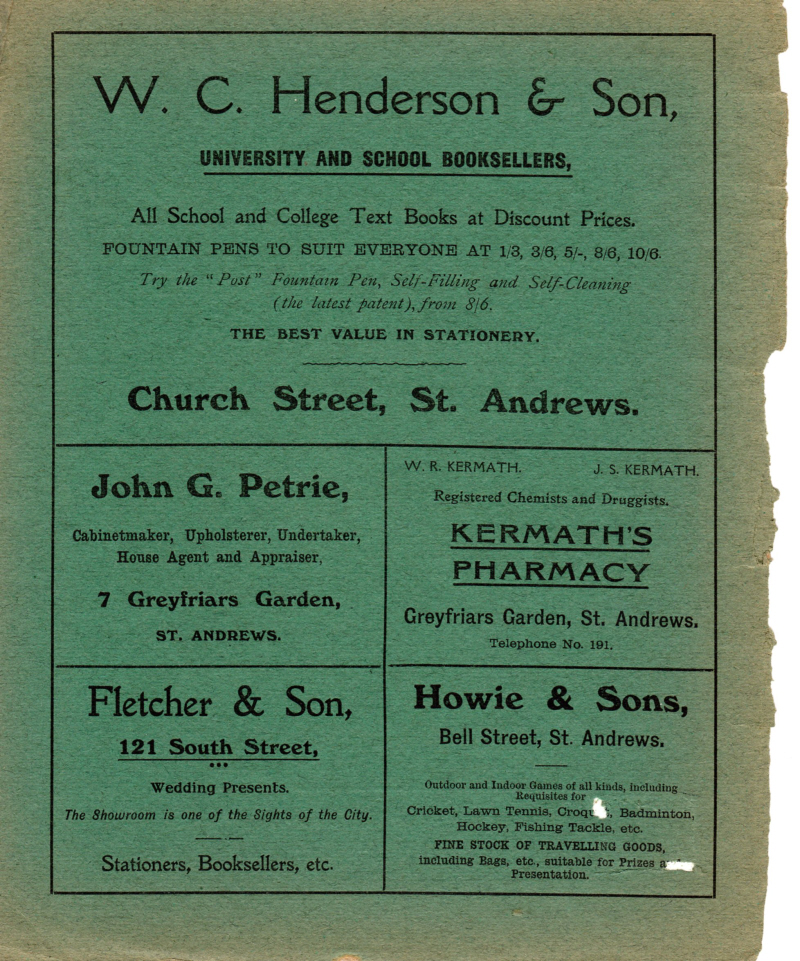 W. C. Henderson & Son,
UNIVERSITY AND SCHOOL BOOKSELLERS,
All School and College Text Books at Discount Prices.
FOUNTAIN PENS TO SUIT EVERYONE AT 1/3, 3/6, 5/-, 8/6, 10/6.
Try the "Post" Fountain Pen, Self-Filling and Self-Cleaning
(the latest patent), from 8/6.
THE BEST VALUE IN STATIONERY.
Church Street, St. Andrews.
John G. Petrie,
Cabinetmaker, Upholsterer, Undertaker,
House Agent and Appraiser,
7 Greyfriars Garden,
ST. ANDREWS.
W. R. KERMATH. J. S. KERMATH.
Registered Chemists and Druggists.
KERMATH'S
PHARMACY
Greyfriars Garden, St. Andrews.
Telephone No. 191.
Fletcher & Son,
121 South Street,
Wedding Presents.
The Showroom is one of the Sights of the City.
Stationers, Booksellers, etc.
Howie & Sons,
Bell Street, St. Andrews.
Outdoor and Indoor Games of all kinds, including
Requisites for
Cricket, Lawn Tennis, Badminton,
Hockey, Fishing Tackle, etc.
FINE STOCK OF TRAVELLING GOODS,
including Bags, etc., suitable for Prizes
Presentation.